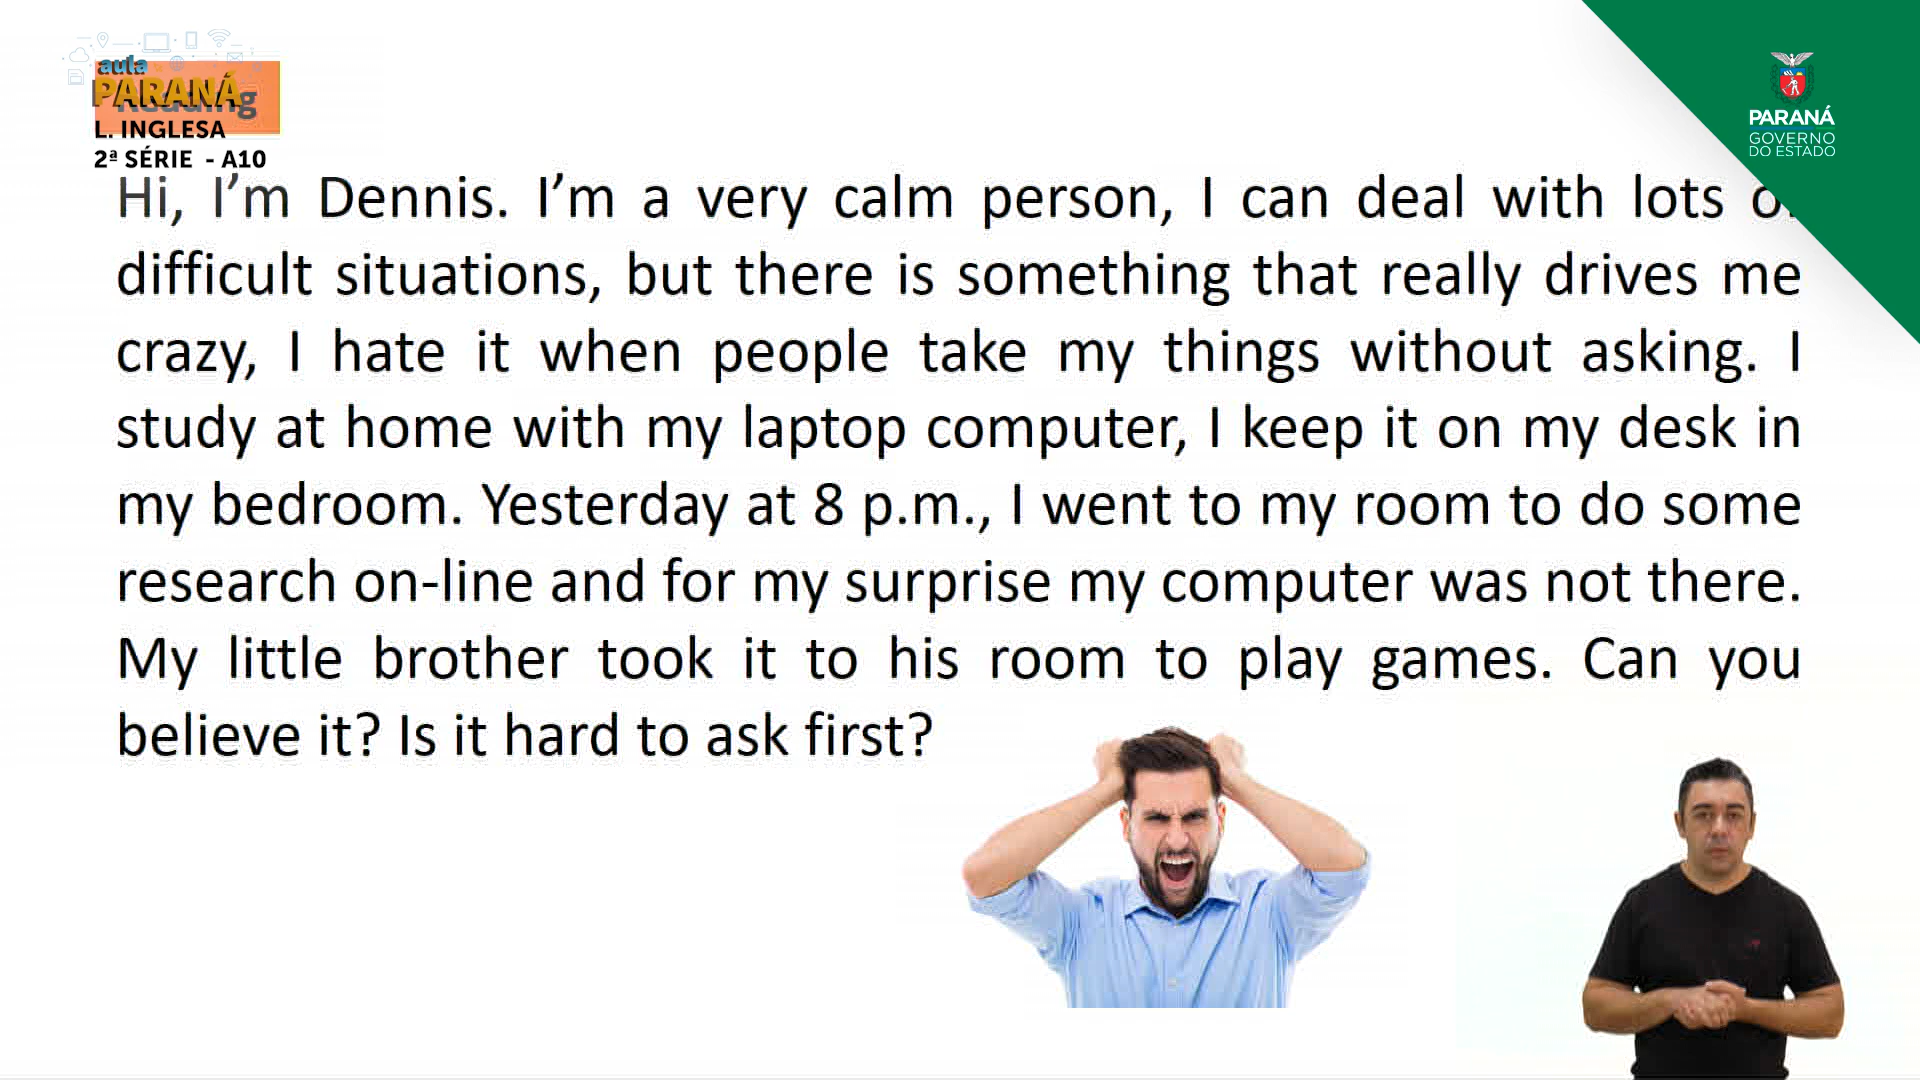 aula
PARANÁ
L. INGLESA
2ª SÉRIE - A10
PARANÁ
GOVERNO
DO ESTADO
Hi, I’m Dennis. I’m a very calm person, I can deal with lots
difficult situations, but there is something that really drives me
crazy, I hate it when people take my things without asking. I
study at home with my laptop computer, I keep it on my desk in
my bedroom. Yesterday at 8 p.m., I went to my room to do some
research on-line and for my surprise my computer was not there.
My little brother took it to his room to play games. Can you
believe it? Is it hard to ask first?